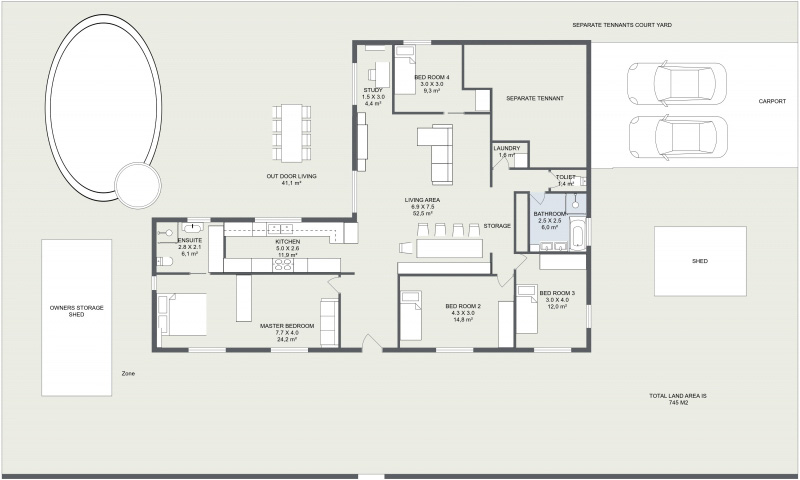 SEPARATE TENNANTS COURT YARD
BED ROOM 4
3.0 X 3.0
9,3 m²
STUDY
1.5 X 3.0
4,4 m²
SEPARATE TENNANT
CARPORT
LAUNDRY
1,6 m²
OUT DOOR LIVING
41,1 m²
TOLIET
1,4 m²
LIVING AREA
6.9 X 7.5
52,5 m²
BATHROOM
2.5 X 2.5
6,0 m²
STORAGE
ENSUITE
2.8 X 2.1
6,1 m²
KITCHEN
5.0 X 2.6
11,9 m²
SHED
OWNERS STORAGE
SHED
BED ROOM 3
3.0 X 4.0
12,0 m²
BED ROOM 2
4.3 X 3.0
14,8 m²
MASTER BEDROOM
7.7 X 4.0
24,2 m²
Zone
TOTAL LAND AREA IS
745 M2